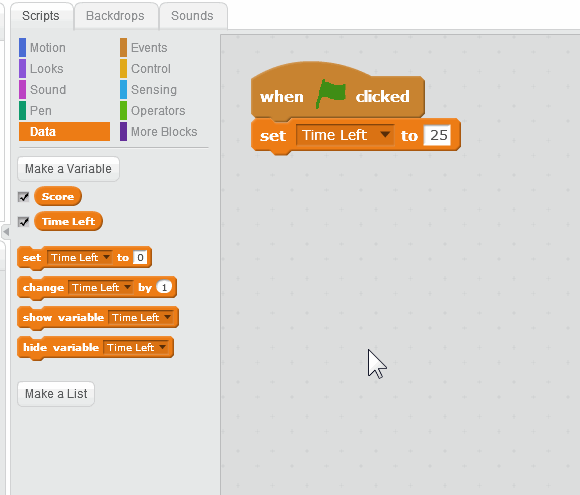 Scripts Backdrops Sounds
Motion Events
Looks Control
Sound Sensing
Pen Operators
Data More Blocks
Make a Variable
Score
Time Left
set Time Left to 0
change Time Left by 1
show variable Time Left
hide variable Time Left
Make a List
when clicked
set Time Left to 25